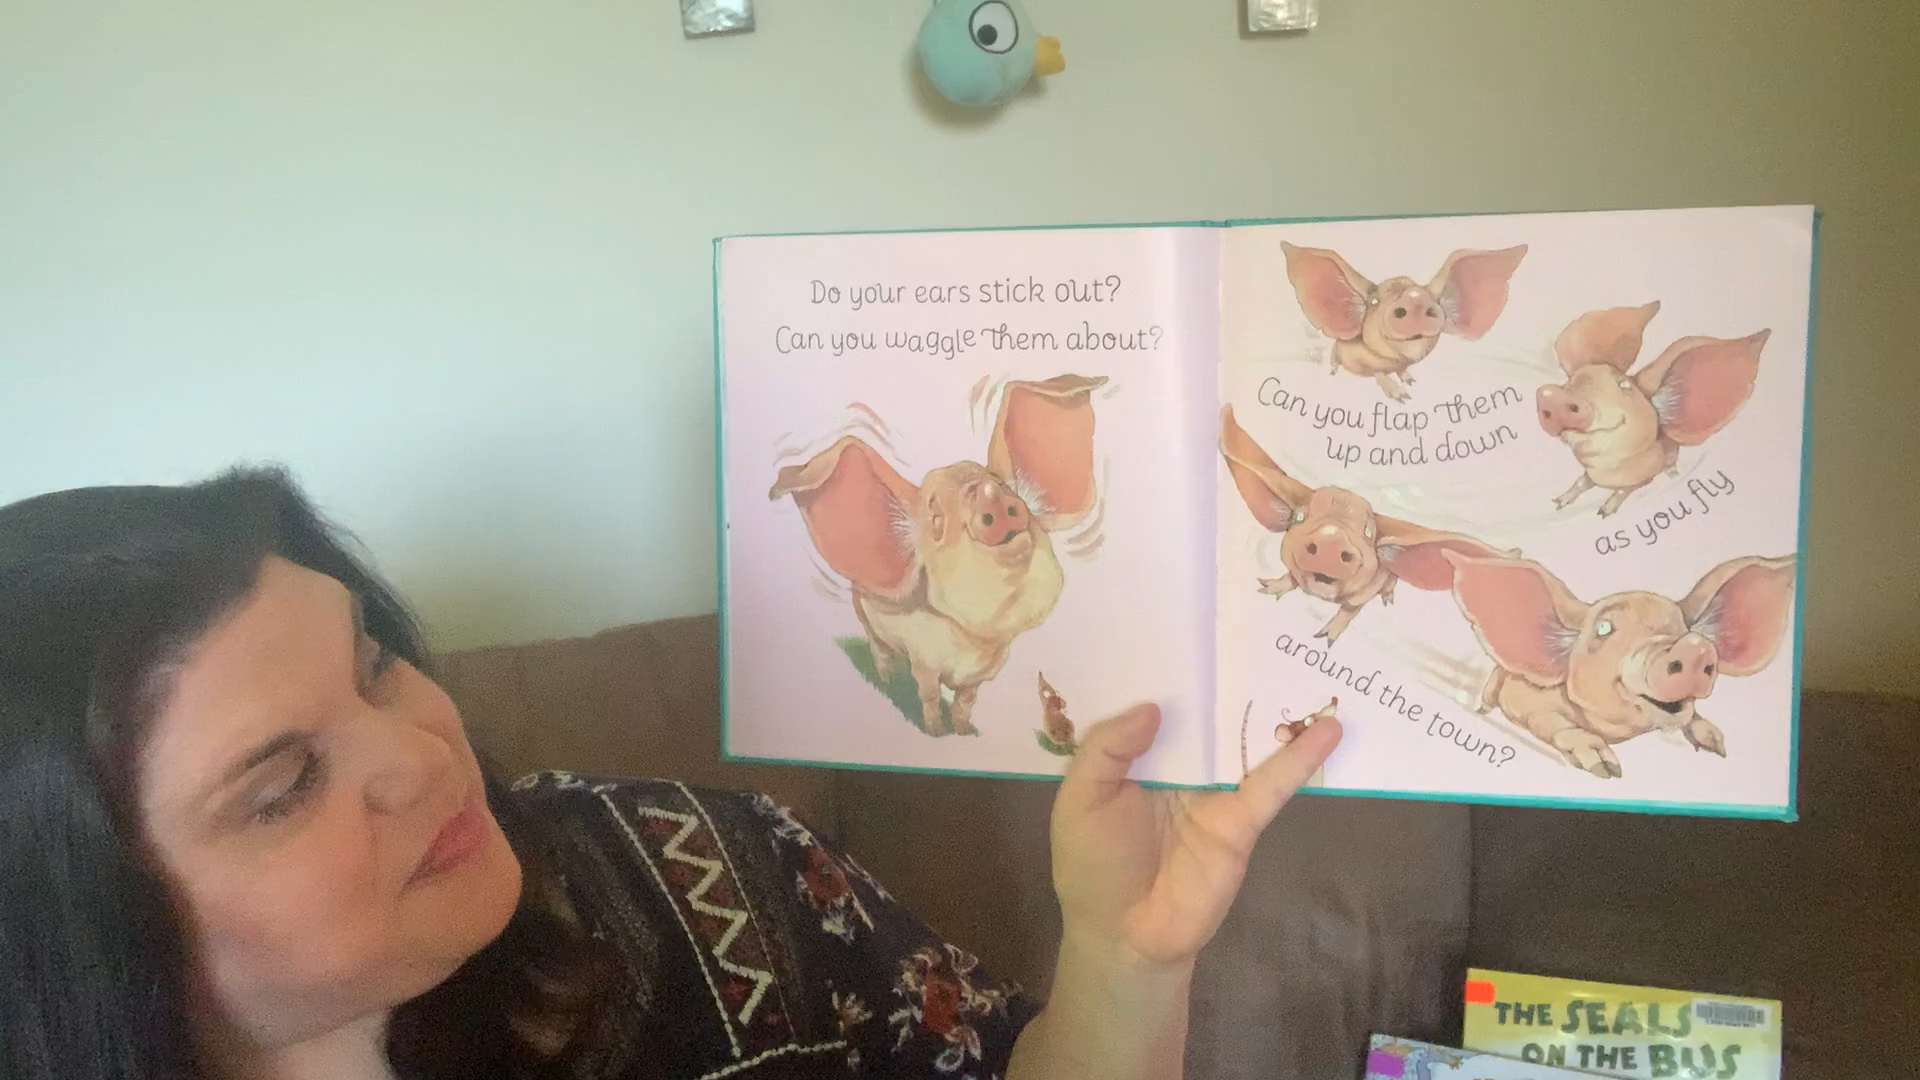 Do your ears stick out?
Can you waggle them about?
Can you flap them
up and down
as you fly
around the town?
THE SEALS
ON THE BUS